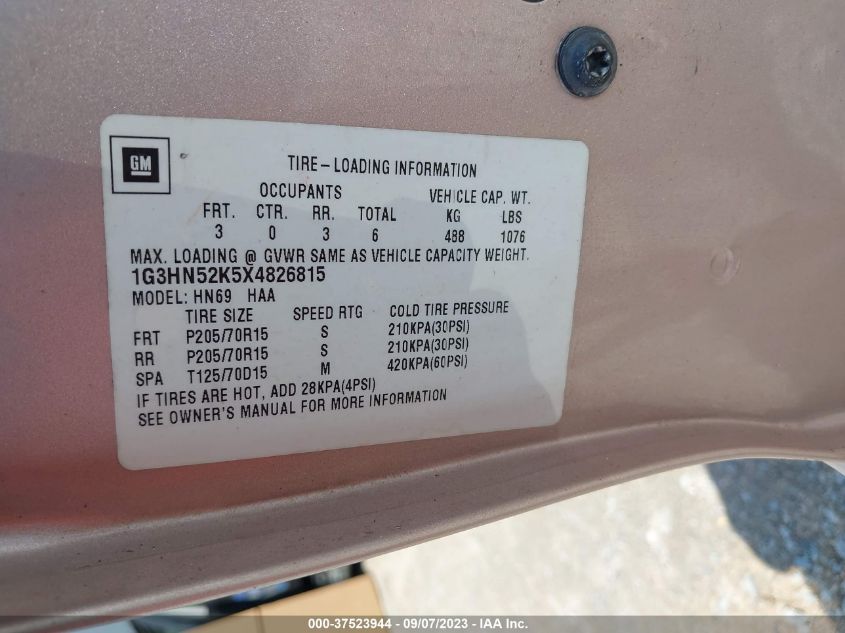 GM
TIRE-LOADING INFORMATION
OCCUPANTS VEHICLE CAP. WT.
FRT. CTR. RR. TOTAL KG LBS
3 0 3 6 488 1076
MAX. LOADING @ GVWR SAME AS VEHICLE CAPACITY WEIGHT.
1G3HN52K5X4826815
MODEL: HN69 HAA
TIRE SIZE SPEED RTG COLD TIRE PRESSURE
FRT P205/70R15 S 210KPA(30PSI)
RR P205/70R15 S 210KPA(30PSI)
SPA T125/70D15 M 420KPA(60PSI)
IF TIRES ARE HOT, ADD 28KPA(4PSI)
SEE OWNER'S MANUAL FOR MORE INFORMATION
000-37523944 - 09/07/2023 - IAA Inc.